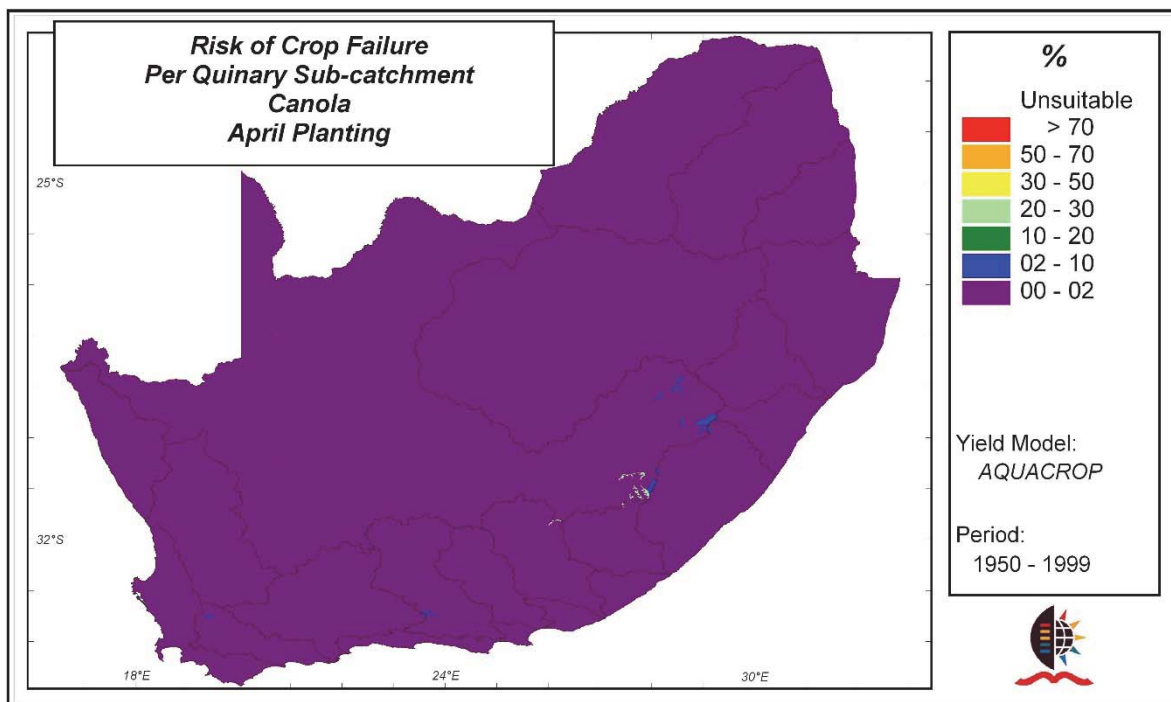 Risk of Crop Failure
Per Quinary Sub-catchment
Canola
April Planting
25°S
32°S
18°E
24°E
30°E
%
Unsuitable
> 70
50 - 70
30 - 50
20 - 30
10 - 20
02 - 10
00 - 02
Yield Model:
AQUACROP
Period:
1950 - 1999